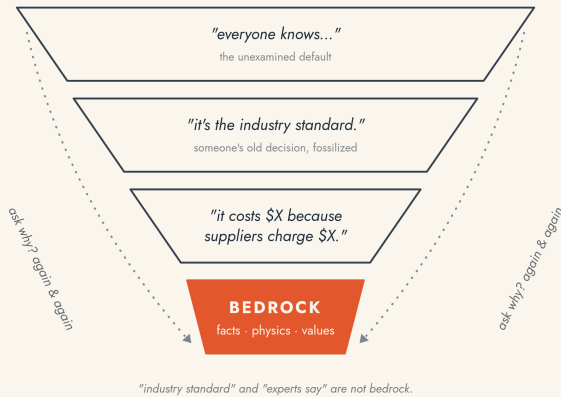 "everyone knows..."
the unexamined default
"it's the industry standard."
someone's old decision, fossilized
"it costs $X because
suppliers charge $X."
ask why? again & again
ask why? again & again
BEDROCK
facts · physics · values
"industry standard" and "experts say" are not bedrock.